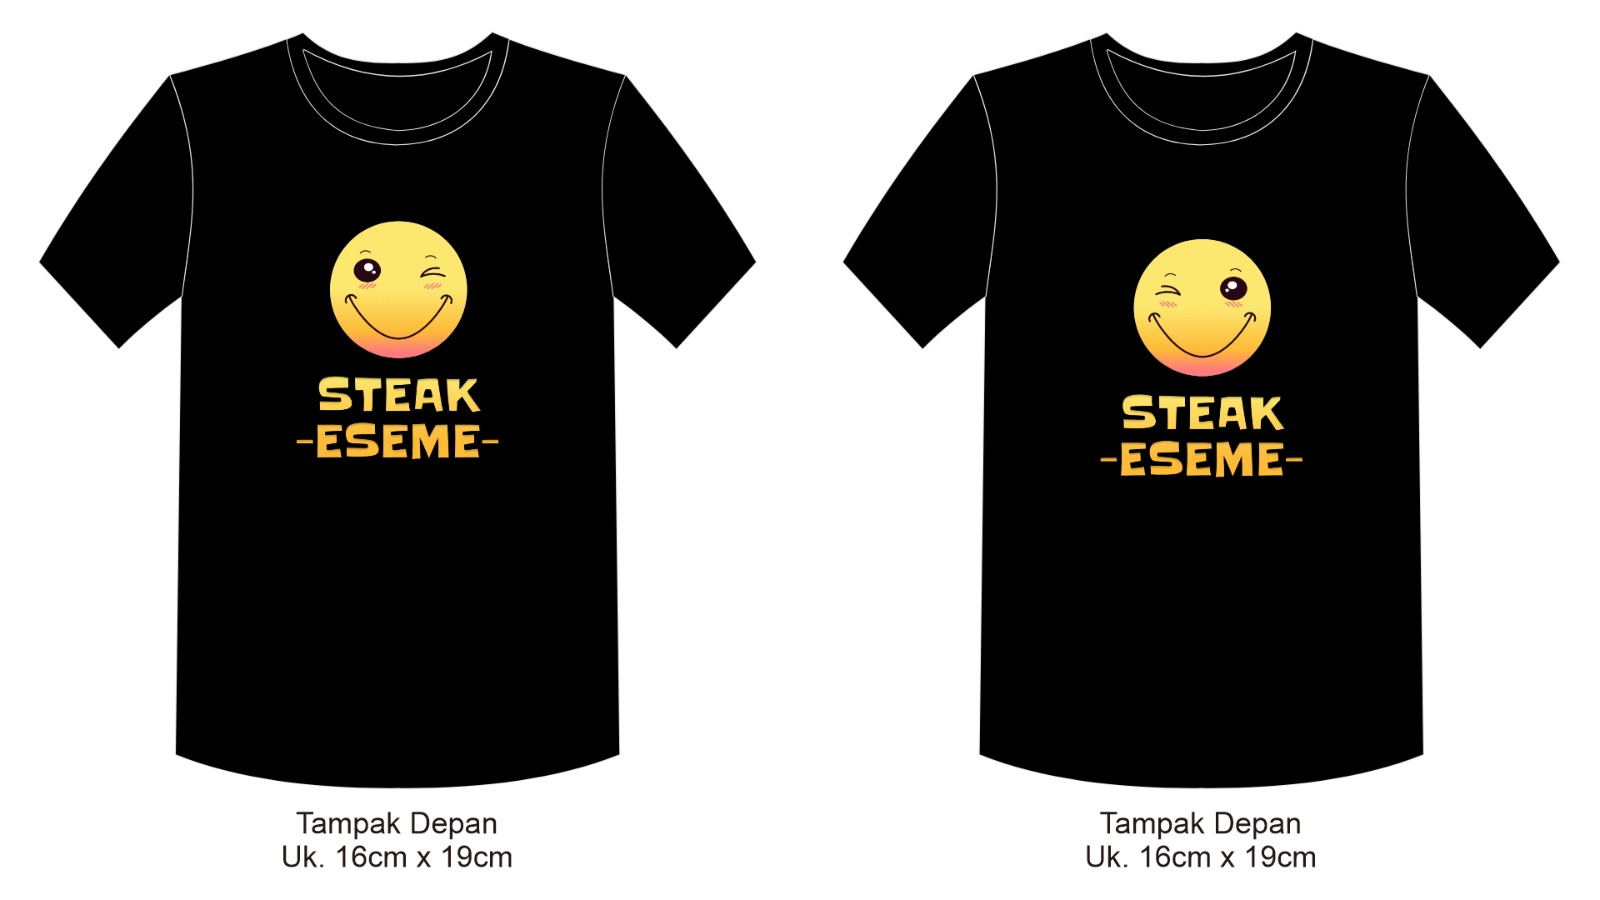 STEAK
-ESEME-
Tampak Depan
Uk. 16cm x 19cm
STEAK
-ESEME-
Tampak Depan
Uk. 16cm x 19cm